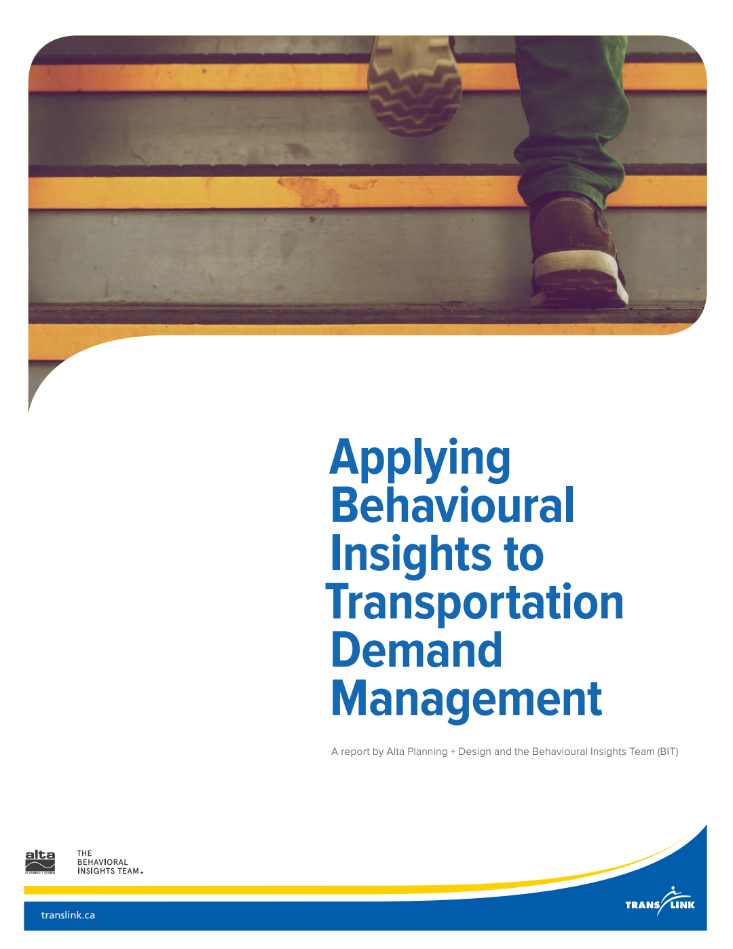 Applying
Behavioural
Insights to
Transportation
Demand
Management
A report by Alta Planning + Design and the Behavioural Insights Team (BIT)
alta
THE
BEHAVIORAL
INSIGHTS TEAM
translink.ca
TRANSLINK